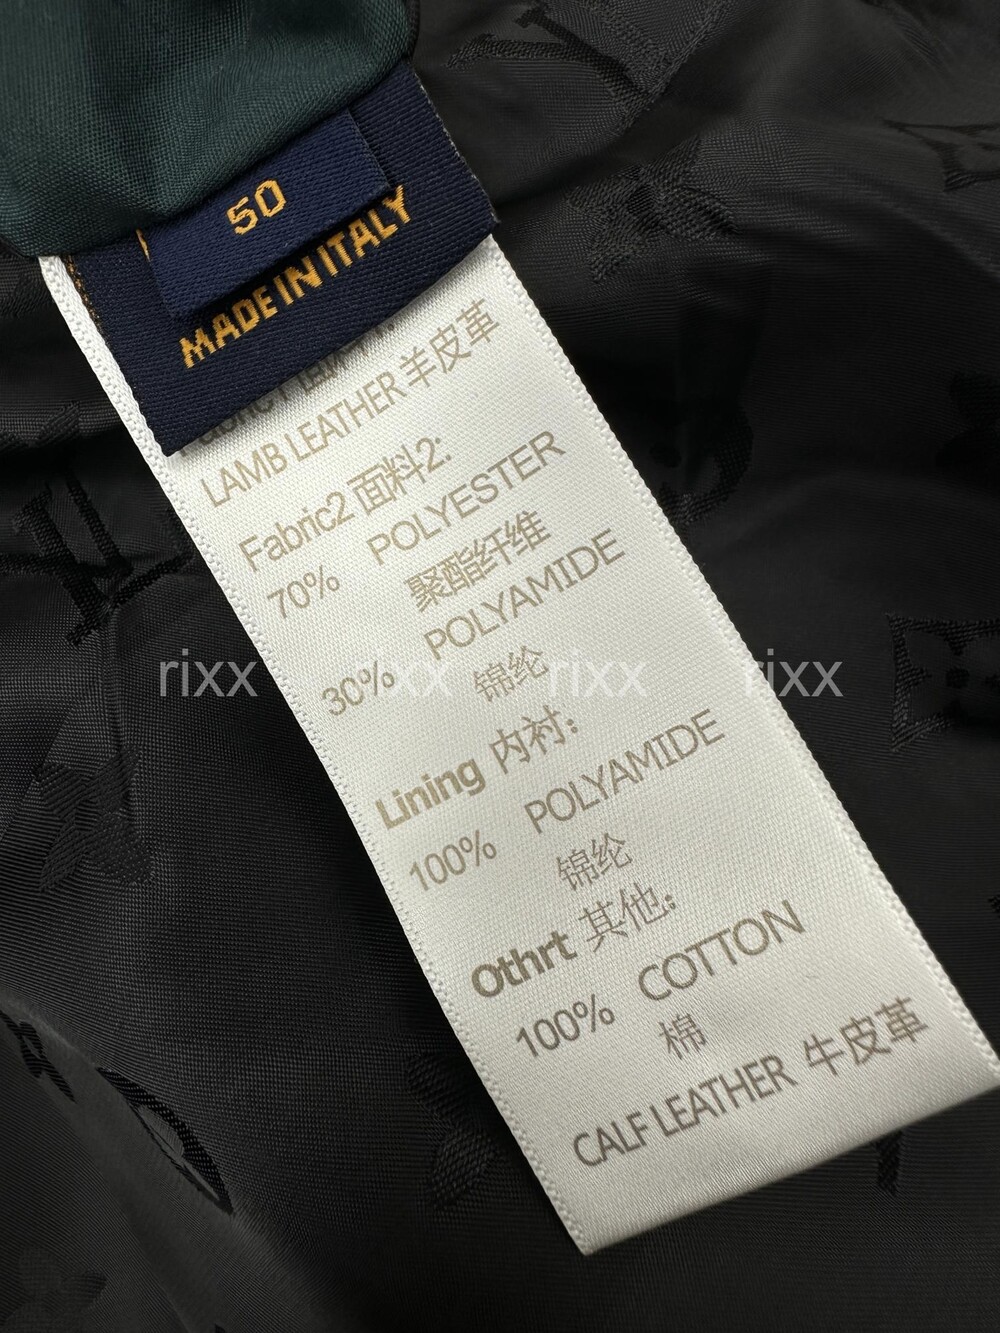 50
MADE IN ITALY
LAMB LEATHER 羊皮革
Fabric2 面料2:
70% POLYESTER
聚酯纤维
30% POLYAMIDE
锦纶
rixx rixx rixx rixx
Lining 内衬:
100% POLYAMIDE
锦纶
Othrt 其他:
100% COTTON
棉
CALF LEATHER 牛皮革